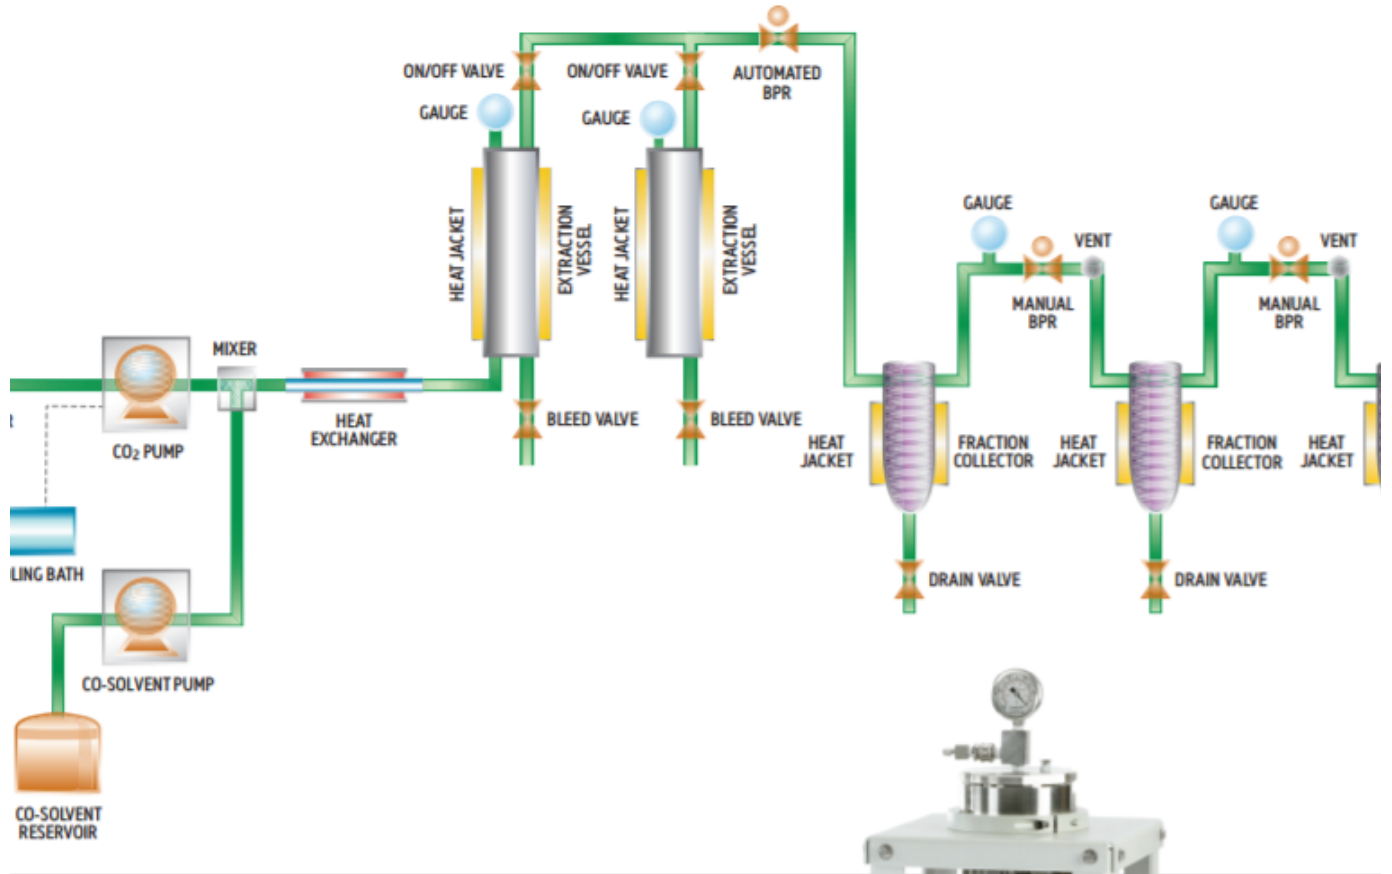 ON/OFF VALVE
ON/OFF VALVE
AUTOMATED
BPR
GAUGE
GAUGE
HEAT JACKET
EXTRACTION
VESSEL
HEAT JACKET
EXTRACTION
VESSEL
GAUGE
GAUGE
VENT
VENT
MANUAL
BPR
MANUAL
BPR
MIXER
HEAT
EXCHANGER
BLEED VALVE
BLEED VALVE
CO2 PUMP
HEAT
JACKET
FRACTION
COLLECTOR
HEAT
JACKET
FRACTION
COLLECTOR
HEAT
JACKET
LING BATH
DRAIN VALVE
DRAIN VALVE
CO-SOLVENT PUMP
CO-SOLVENT
RESERVOIR